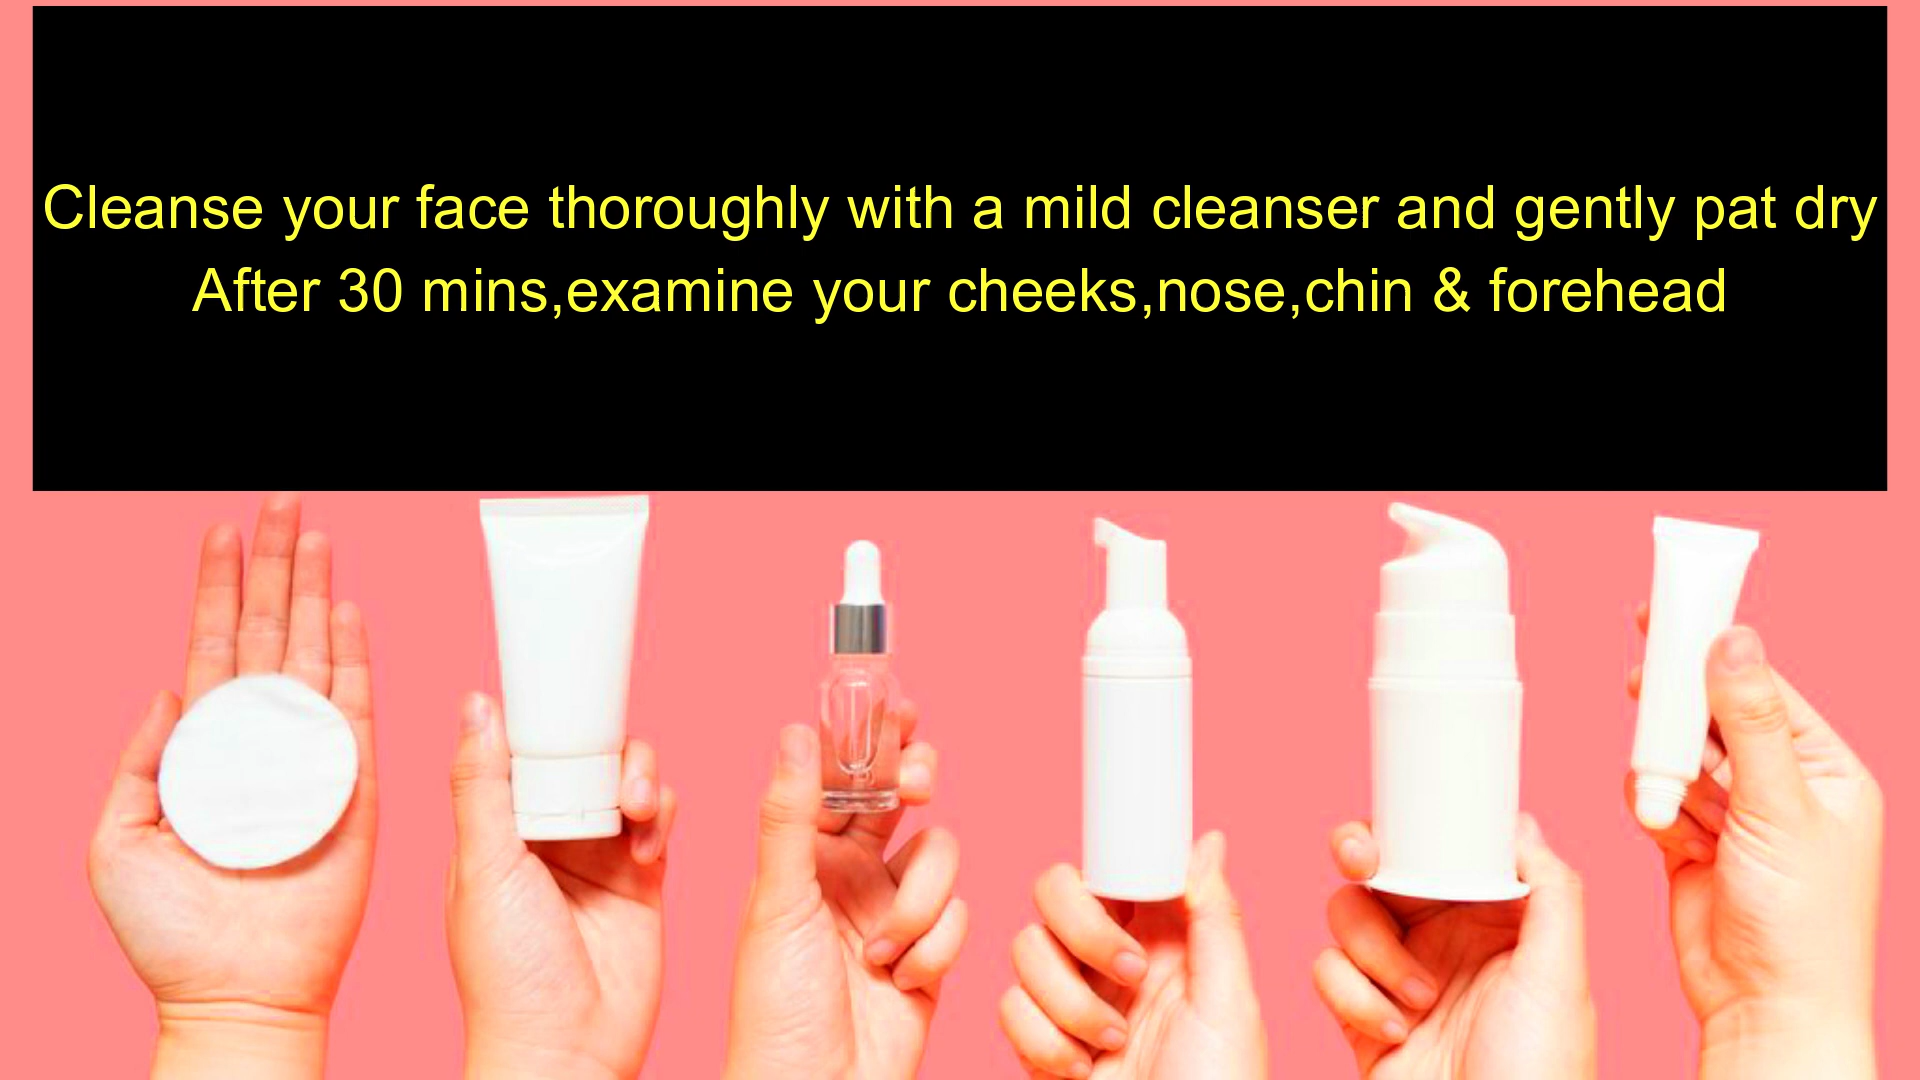 Cleanse your face thoroughly with a mild cleanser and gently pat dry
After 30 mins,examine your cheeks,nose,chin & forehead